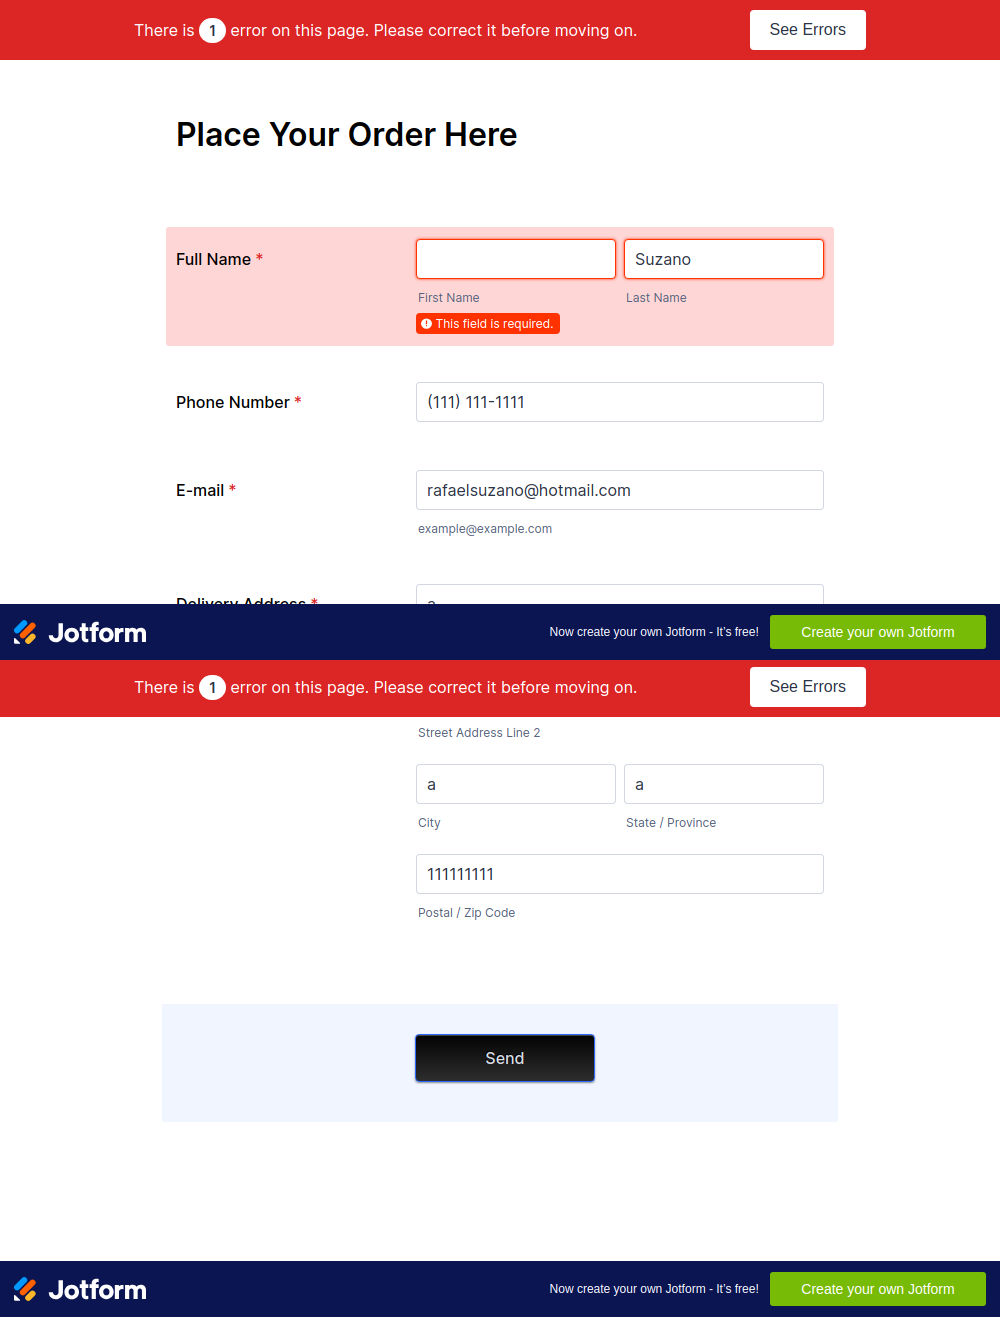 There is 1 error on this page. Please correct it before moving on.
See Errors
Place Your Order Here
Full Name *
Suzano
First Name
Last Name
This field is required.
Phone Number *
(111) 111-1111
E-mail *
rafaelsuzano@hotmail.com
example@example.com
Delivery Address *
a
Jotform
Now create your own Jotform - It's free!
Create your own Jotform
There is 1 error on this page. Please correct it before moving on.
See Errors
Street Address Line 2
a
a
City
State / Province
111111111
Postal / Zip Code
Send
Jotform
Now create your own Jotform - It's free!
Create your own Jotform